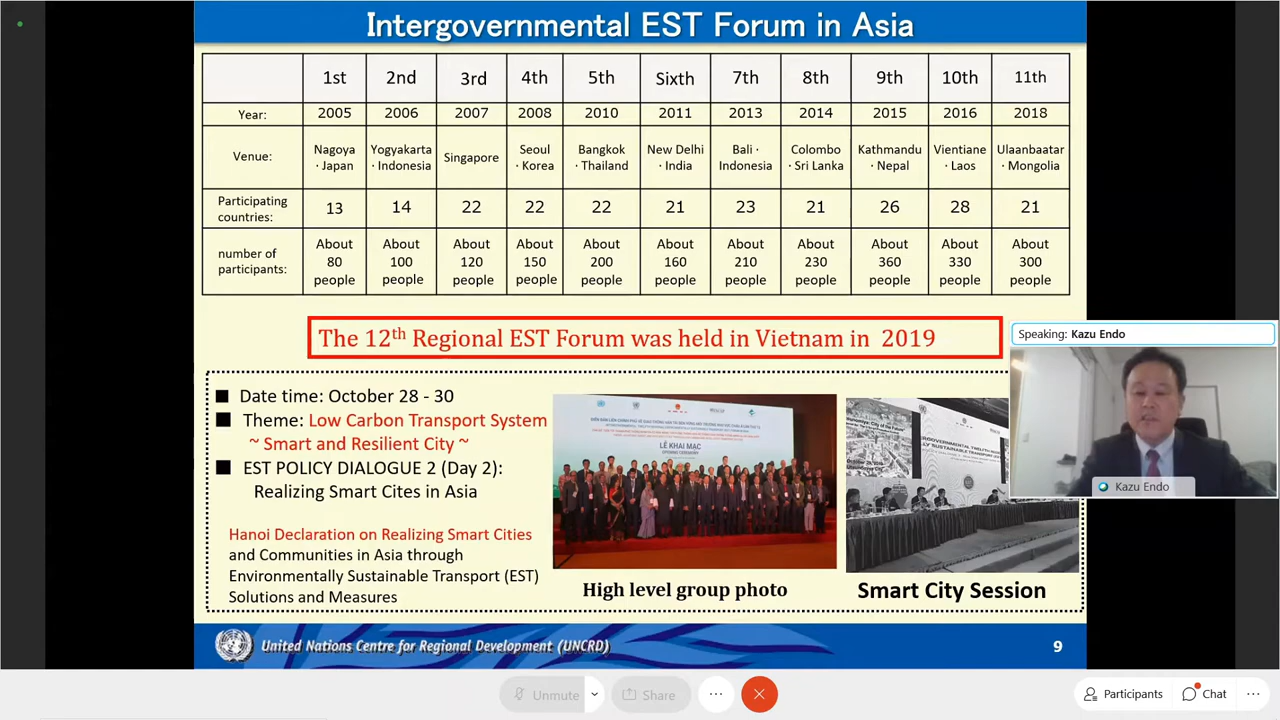 Intergovernmental EST Forum in Asia
1st 2nd 3rd 4th 5th Sixth 7th 8th 9th 10th 11th
Year: 2005 2006 2007 2008 2010 2011 2013 2014 2015 2016 2018
Venue: Nagoya · Japan Yogyakarta · Indonesia Singapore Seoul · Korea Bangkok · Thailand New Delhi · India Bali · Indonesia Colombo · Sri Lanka Kathmandu · Nepal Vientiane · Laos Ulaanbaatar · Mongolia
Participating countries: 13 14 22 22 22 21 23 21 26 28 21
number of participants: About 80 people About 100 people About 120 people About 150 people About 200 people About 160 people About 210 people About 230 people About 360 people About 330 people About 300 people
The 12th Regional EST Forum was held in Vietnam in 2019
Speaking: Kazu Endo
Kazu Endo
■ Date time: October 28 - 30
■ Theme: Low Carbon Transport System
~ Smart and Resilient City ~
■ EST POLICY DIALOGUE 2 (Day 2):
Realizing Smart Cites in Asia
Hanoi Declaration on Realizing Smart Cities
and Communities in Asia through
Environmentally Sustainable Transport (EST)
Solutions and Measures
LỄ KHAI MẠC
OPENING CEREMONY
High level group photo
Smart City Session
United Nations Centre for Regional Development (UNCRD)
9
Unmute
Share
Participants
Chat